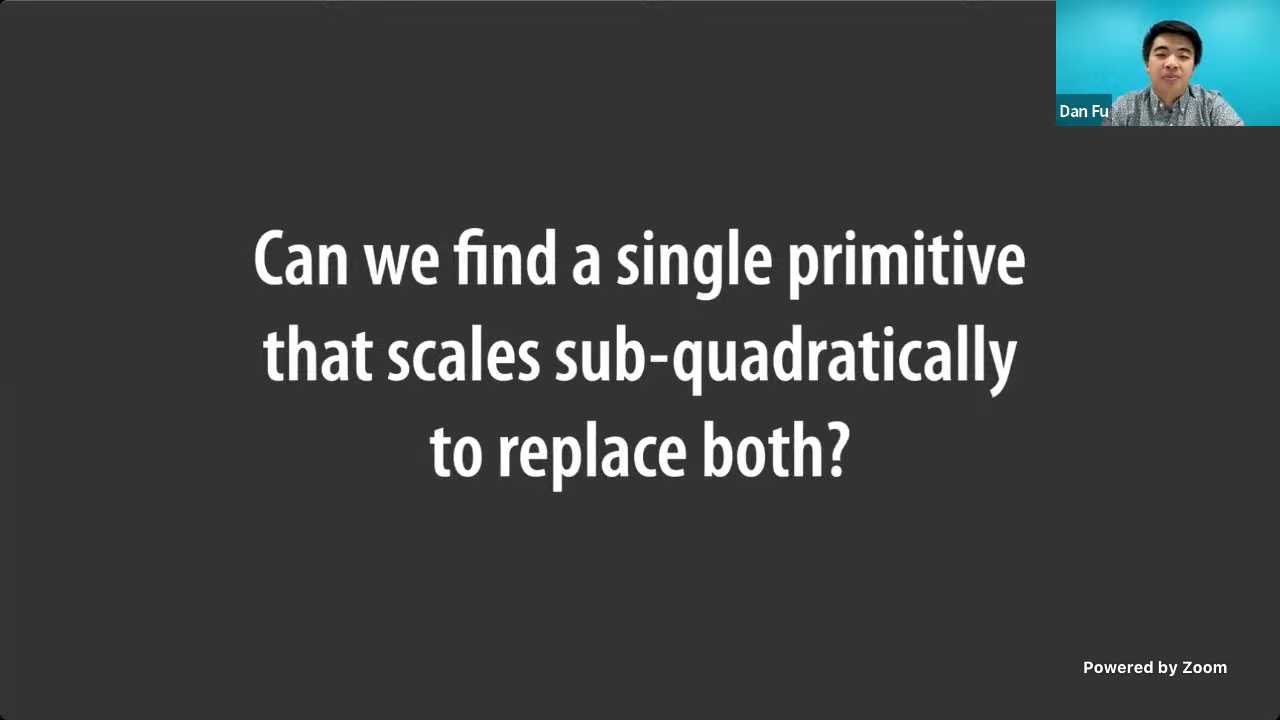 Dan Fu
Can we find a single primitive
that scales sub-quadratically
to replace both?
Powered by Zoom